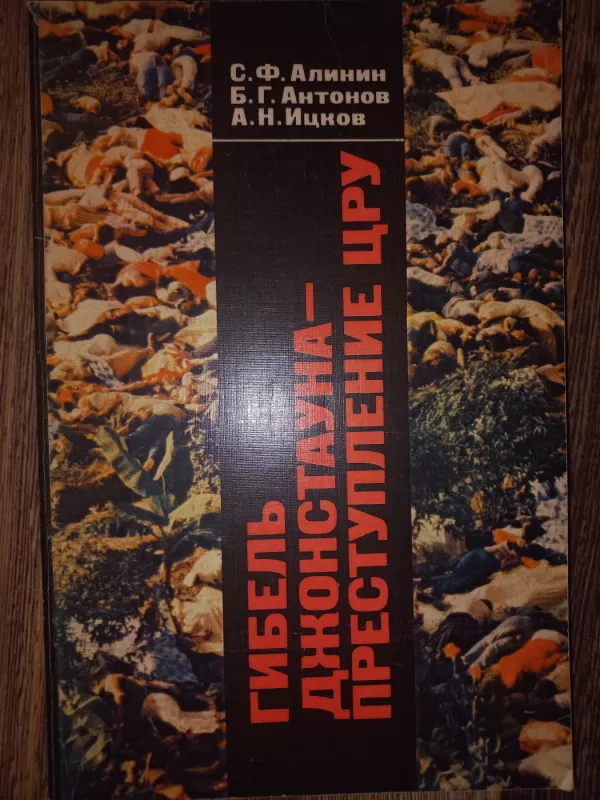 С. Ф. Алинин
Б. Г. Антонов
А. Н. Ицков
ГИБЕЛЬ
ДЖОНСТАУНА—
ПРЕСТУПЛЕНИЕ ЦРУ